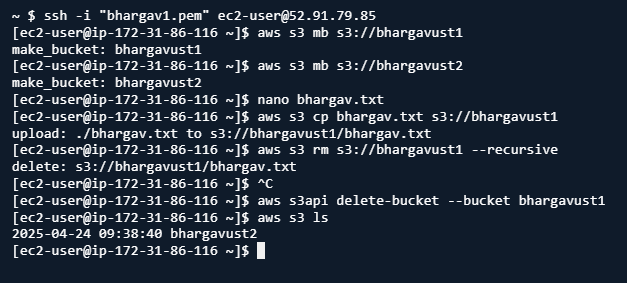 ~ $ ssh -i "bhargav1.pem" ec2-user@52.91.79.85
[ec2-user@ip-172-31-86-116 ~]$ aws s3 mb s3://bhargavust1
make_bucket: bhargavust1
[ec2-user@ip-172-31-86-116 ~]$ aws s3 mb s3://bhargavust2
make_bucket: bhargavust2
[ec2-user@ip-172-31-86-116 ~]$ nano bhargav.txt
[ec2-user@ip-172-31-86-116 ~]$ aws s3 cp bhargav.txt s3://bhargavust1
upload: ./bhargav.txt to s3://bhargavust1/bhargav.txt
[ec2-user@ip-172-31-86-116 ~]$ aws s3 rm s3://bhargavust1 --recursive
delete: s3://bhargavust1/bhargav.txt
[ec2-user@ip-172-31-86-116 ~]$ ^C
[ec2-user@ip-172-31-86-116 ~]$ aws s3api delete-bucket --bucket bhargavust1
[ec2-user@ip-172-31-86-116 ~]$ aws s3 ls
2025-04-24 09:38:40 bhargavust2
[ec2-user@ip-172-31-86-116 ~]$